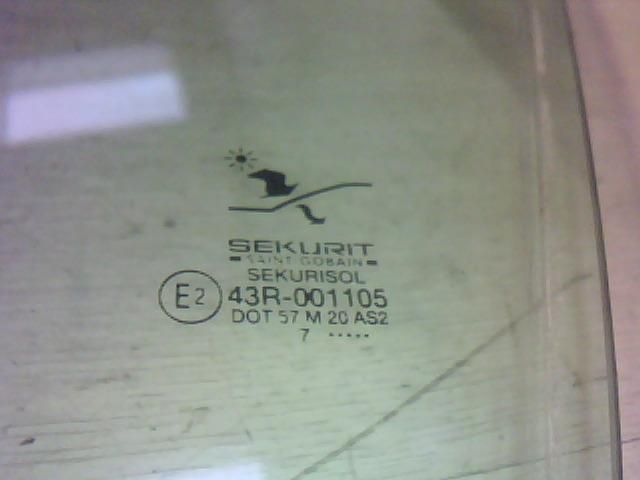 SEKURIT
SAINT-GOBAIN
SEKURISOL
E2 43R-001105
DOT 57 M 20 AS2
7 .....